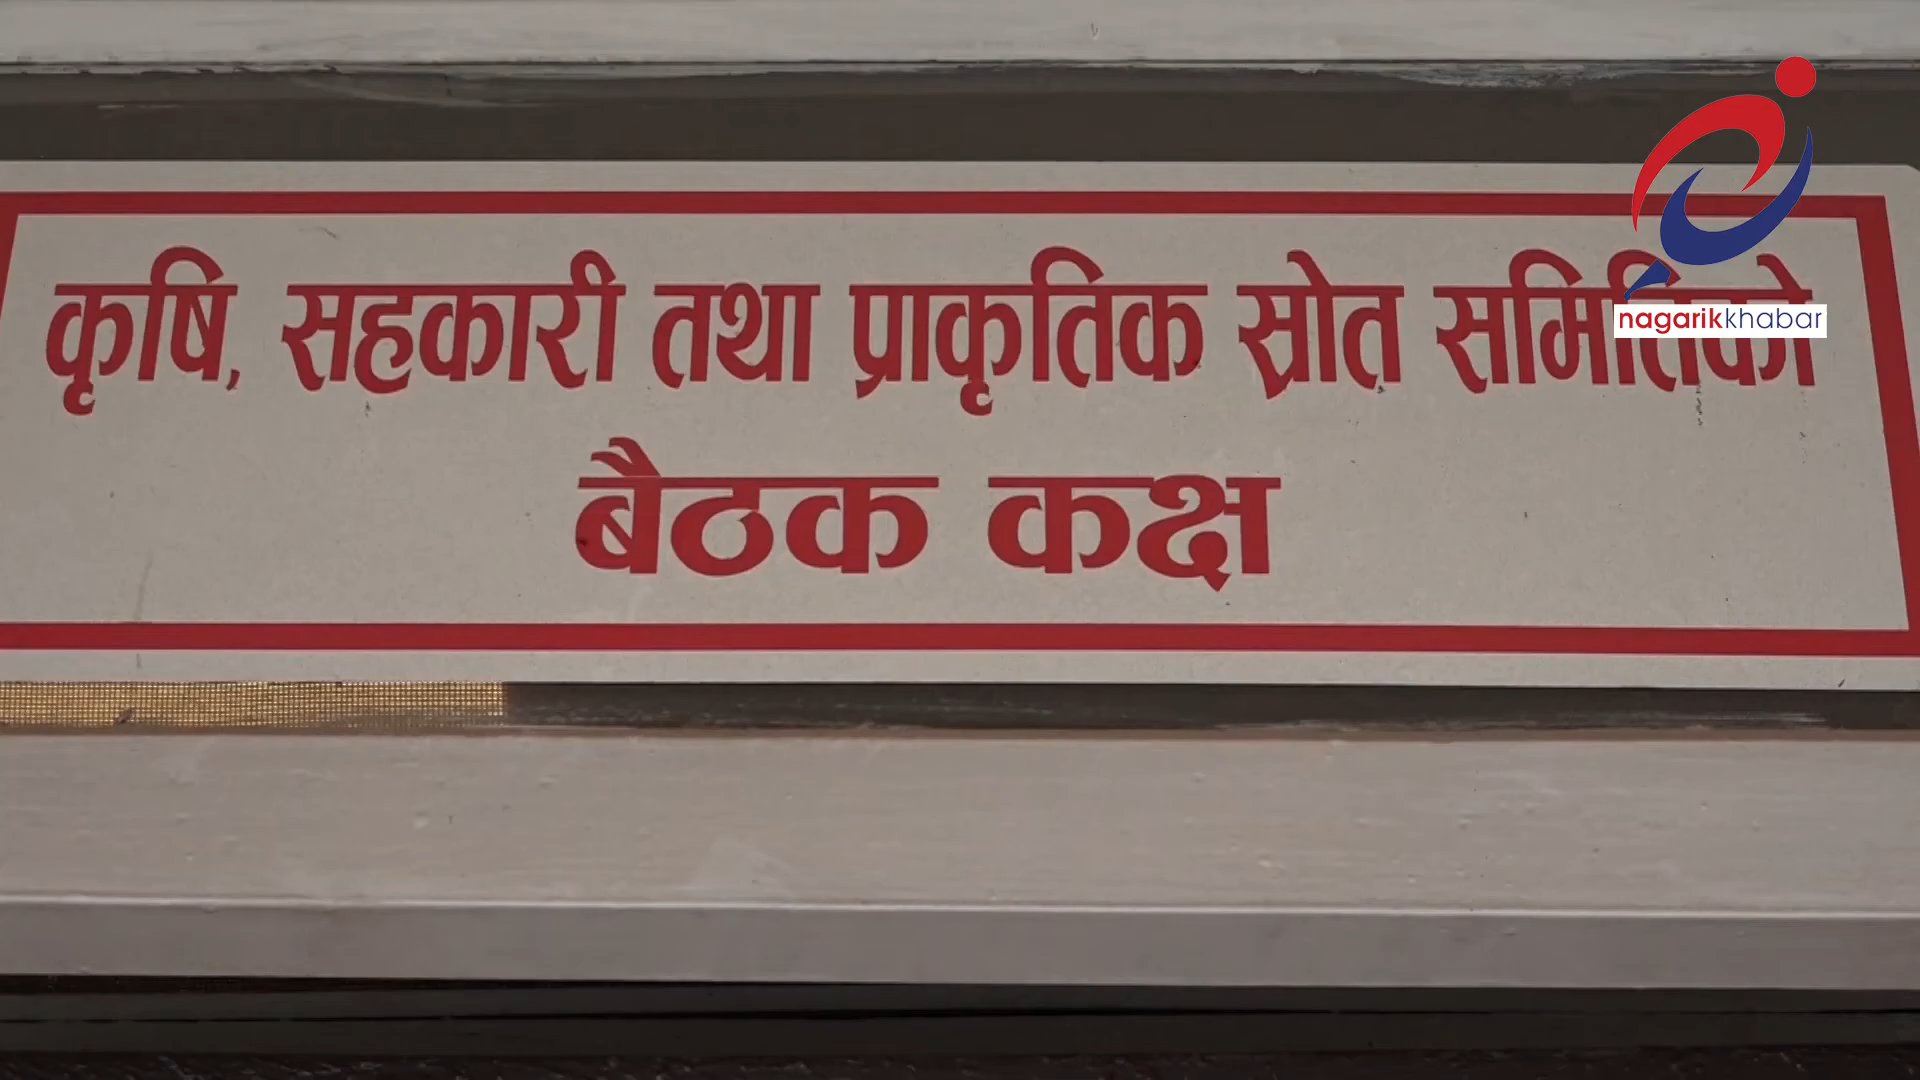 nagarikkhabar
कृषि, सहकारी तथा प्राकृतिक स्रोत समितिको
बैठक कक्ष